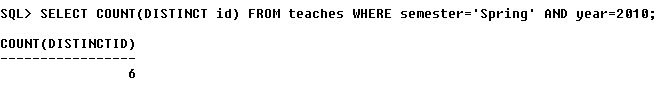 SQL> SELECT COUNT(DISTINCT id) FROM teaches WHERE semester='Spring' AND year=2010;
COUNT(DISTINCTID)
-----------------
6